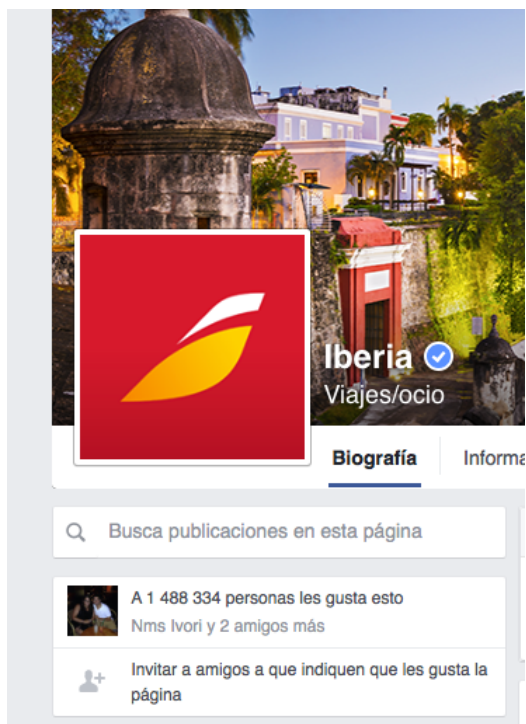 Iberia
Viajes/ocio
Biografía
Informa
Busca publicaciones en esta página
A 1 488 334 personas les gusta esto
Nms Ivori y 2 amigos más
Invitar a amigos a que indiquen que les gusta la
página